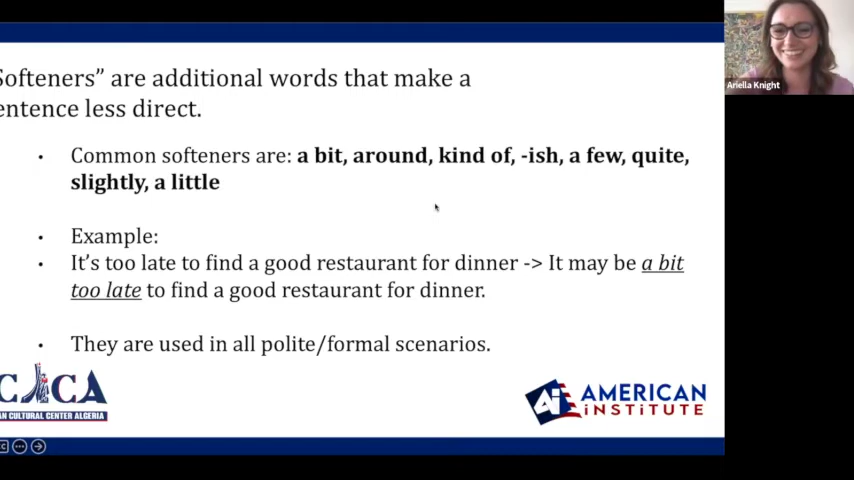 Softeners” are additional words that make a
entence less direct.
Ariella Knight
• Common softeners are: a bit, around, kind of, -ish, a few, quite,
slightly, a little
• Example:
• It’s too late to find a good restaurant for dinner -> It may be a bit
too late to find a good restaurant for dinner.
• They are used in all polite/formal scenarios.
CACA
AN CULTURAL CENTER ALGERIA
Ai AMERICAN
INSTITUTE